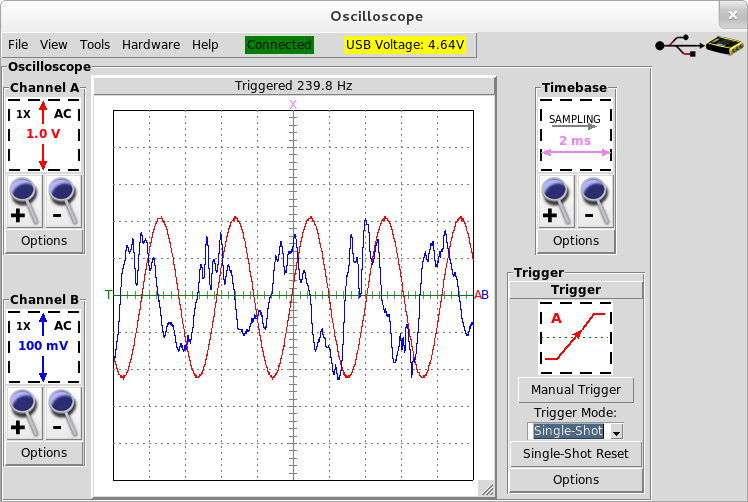 Oscilloscope
×
File View Tools Hardware Help Connected USB Voltage: 4.64V
Oscilloscope
Channel A
1X AC
1.0 V
+ -
Options
Channel B
1X AC
100 mV
+ -
Options
Triggered 239.8 Hz
X
T
AB
Timebase
SAMPLING
2 ms
+ -
Options
Trigger
Trigger
A
Manual Trigger
Trigger Mode:
Single-Shot
Single-Shot Reset
Options